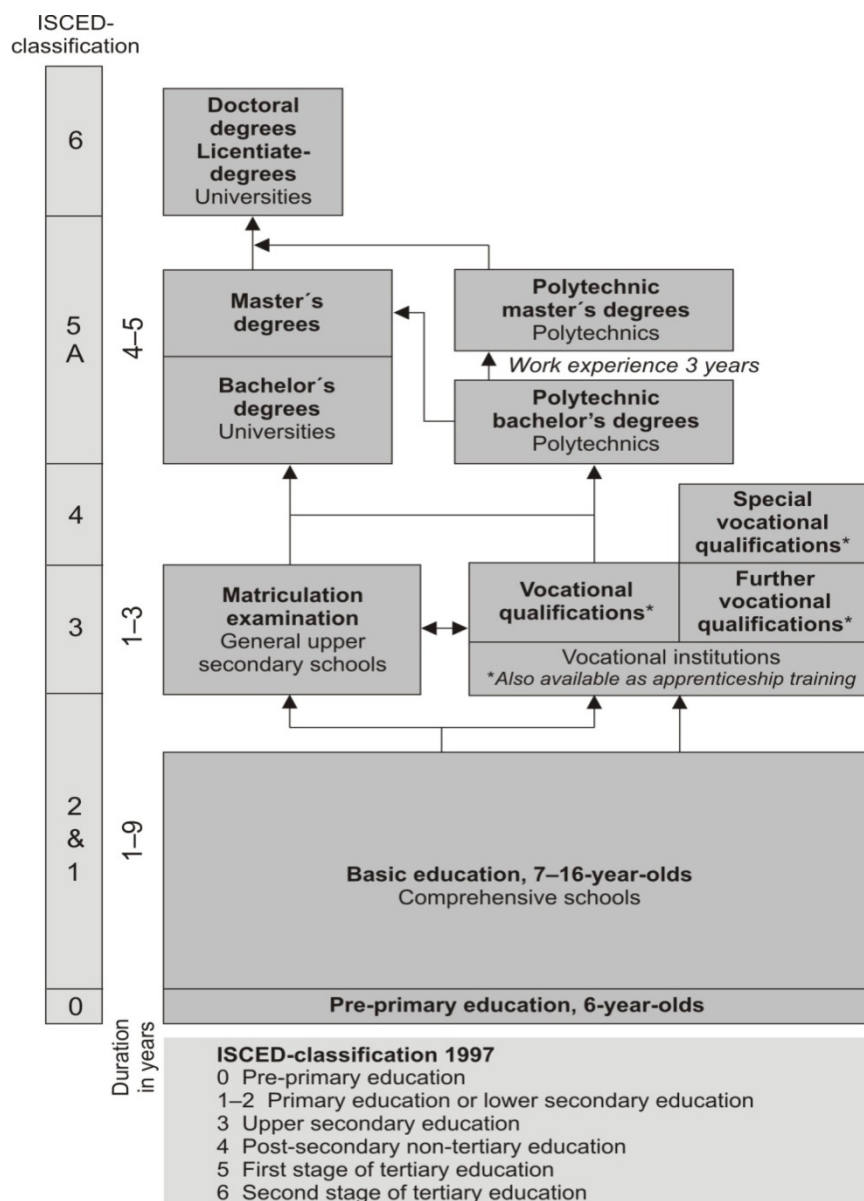 ISCED-
classification
6
Doctoral
degrees
Licentiate-
degrees
Universities
5
A
4–5
Master´s
degrees
Bachelor´s
degrees
Universities
Polytechnic
master´s degrees
Polytechnics
Work experience 3 years
Polytechnic
bachelor’s degrees
Polytechnics
4
Special
vocational
qualifications*
3
1–3
Matriculation
examination
General upper
secondary schools
Vocational
qualifications*
Further
vocational
qualifications*
Vocational institutions
*Also available as apprenticeship training
2
&
1
1–9
Basic education, 7–16-year-olds
Comprehensive schools
0
Pre-primary education, 6-year-olds
Duration
in years
ISCED-classification 1997
0 Pre-primary education
1–2 Primary education or lower secondary education
3 Upper secondary education
4 Post-secondary non-tertiary education
5 First stage of tertiary education
6 Second stage of tertiary education